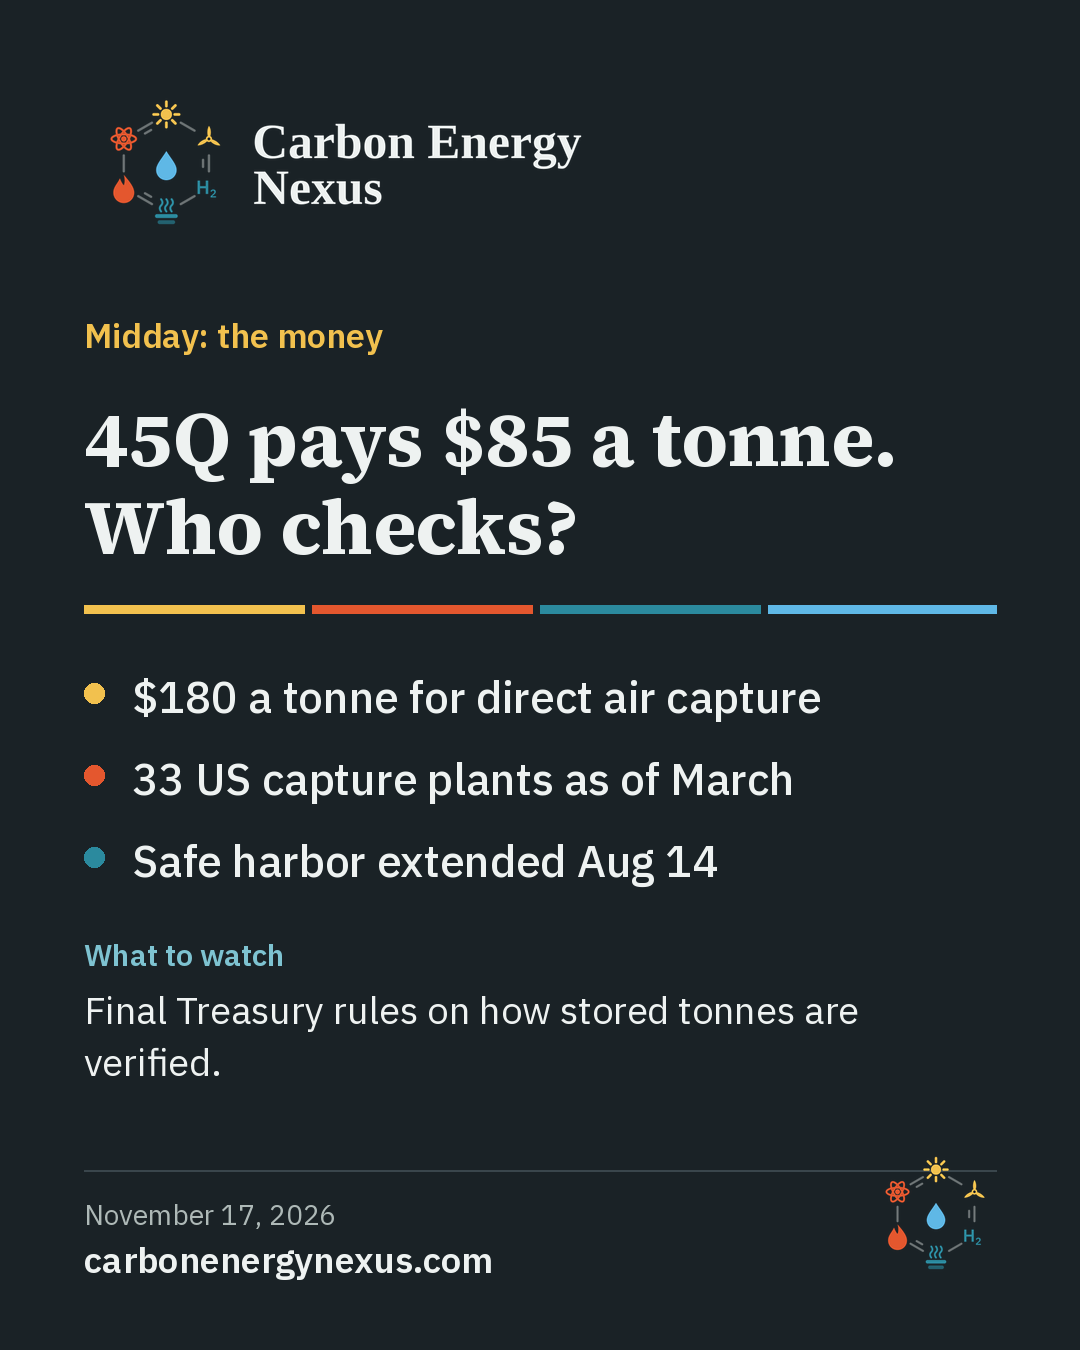 Carbon Energy
Nexus
H₂
Midday: the money
45Q pays $85 a tonne.
Who checks?
$180 a tonne for direct air capture
33 US capture plants as of March
Safe harbor extended Aug 14
What to watch
Final Treasury rules on how stored tonnes are
verified.
November 17, 2026
carbonenergynexus.com
H₂